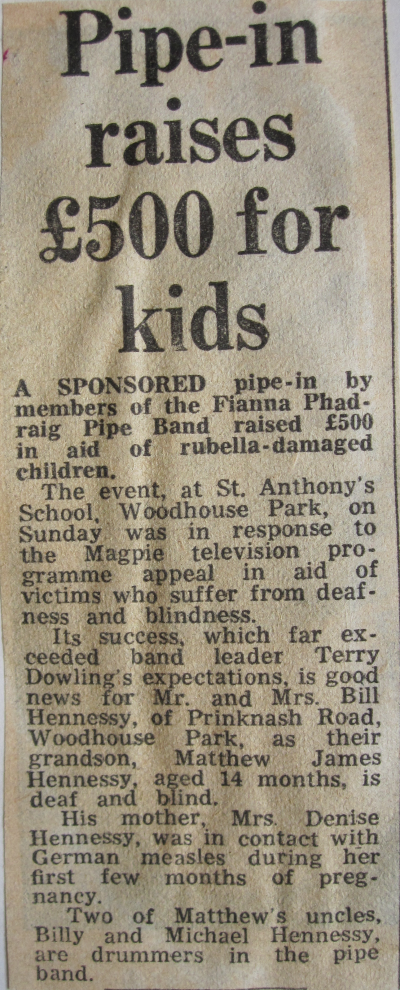 Pipe-in
raises
£500 for
kids
A SPONSORED pipe-in by
members of the Fianna Phad-
raig Pipe Band raised £500
in aid of rubella-damaged
children.
The event, at St. Anthony's
School, Woodhouse Park, on
Sunday was in response to
the Magpie television pro-
gramme appeal in aid of
victims who suffer from deaf-
ness and blindness.
Its success, which far ex-
ceeded band leader Terry
Dowling's expectations, is good
news for Mr. and Mrs. Bill
Hennessy, of Prinknash Road,
Woodhouse Park, as their
grandson, Matthew James
Hennessy, aged 14 months, is
deaf and blind.
His mother, Mrs. Denise
Hennessy, was in contact with
German measles during her
first few months of preg-
nancy.
Two of Matthew's uncles,
Billy and Michael Hennessy,
are drummers in the pipe
band.